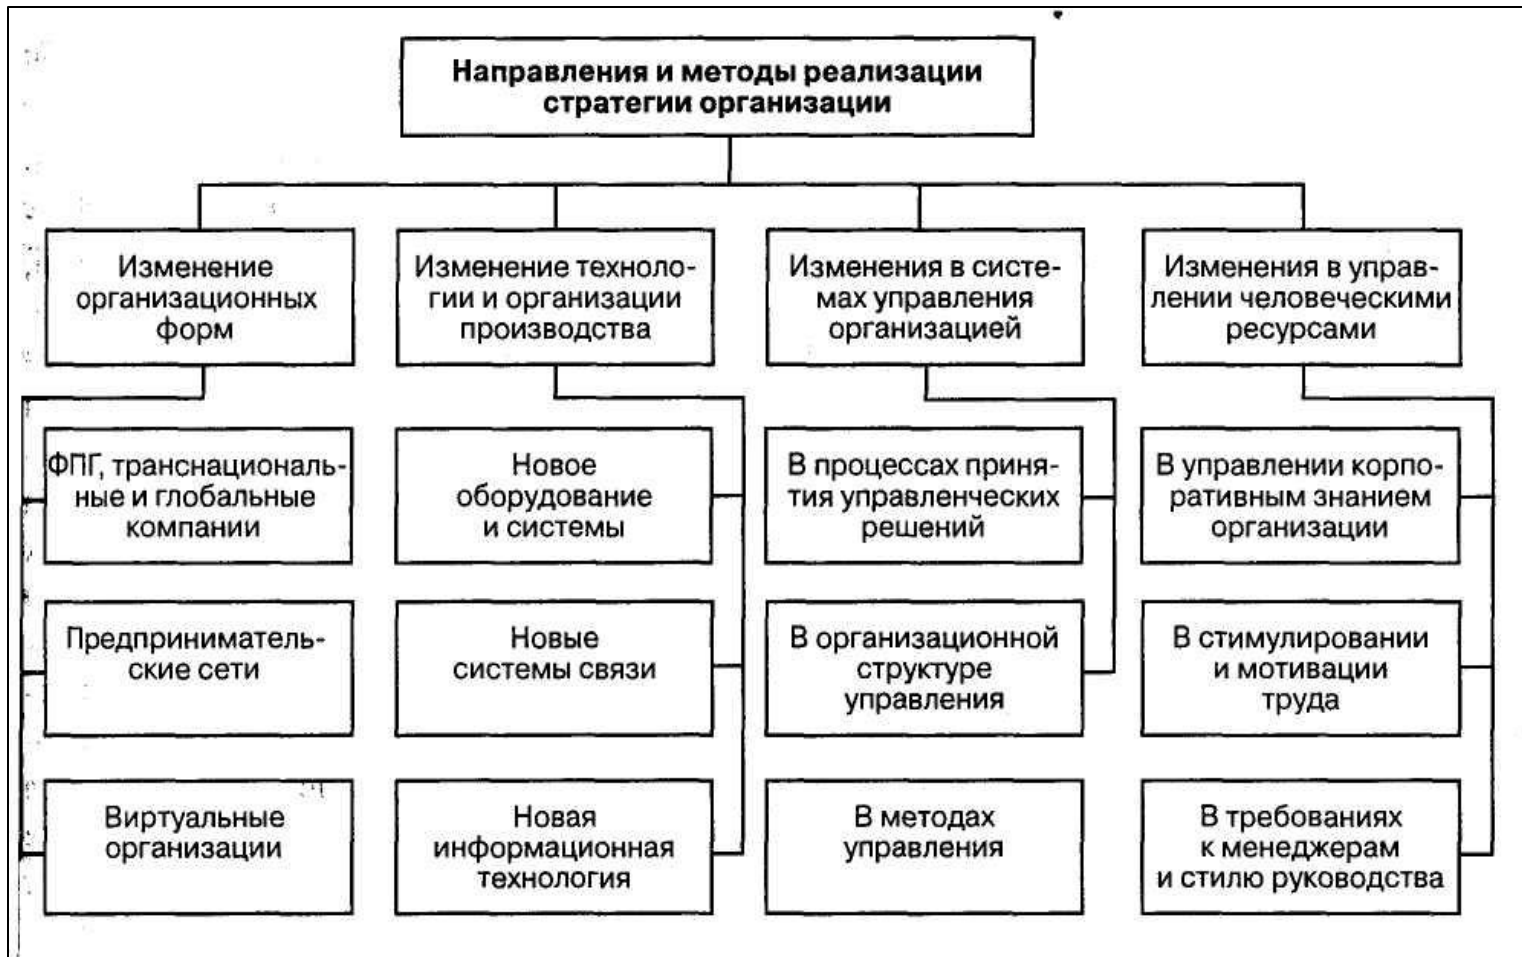 Направления и методы реализации
стратегии организации
Изменение
организационных
форм
Изменение техноло-
гии и организации
производства
Изменения в систе-
мах управления
организацией
Изменения в управ-
лении человеческими
ресурсами
ФПГ, транснациональ-
ные и глобальные
компании
Новое
оборудование
и системы
В процессах приня-
тия управленческих
решений
В управлении корпо-
ративным знанием
организации
Предприниматель-
ские сети
Новые
системы связи
В организационной
структуре
управления
В стимулировании
и мотивации
труда
Виртуальные
организации
Новая
информационная
технология
В методах
управления
В требованиях
к менеджерам
и стилю руководства